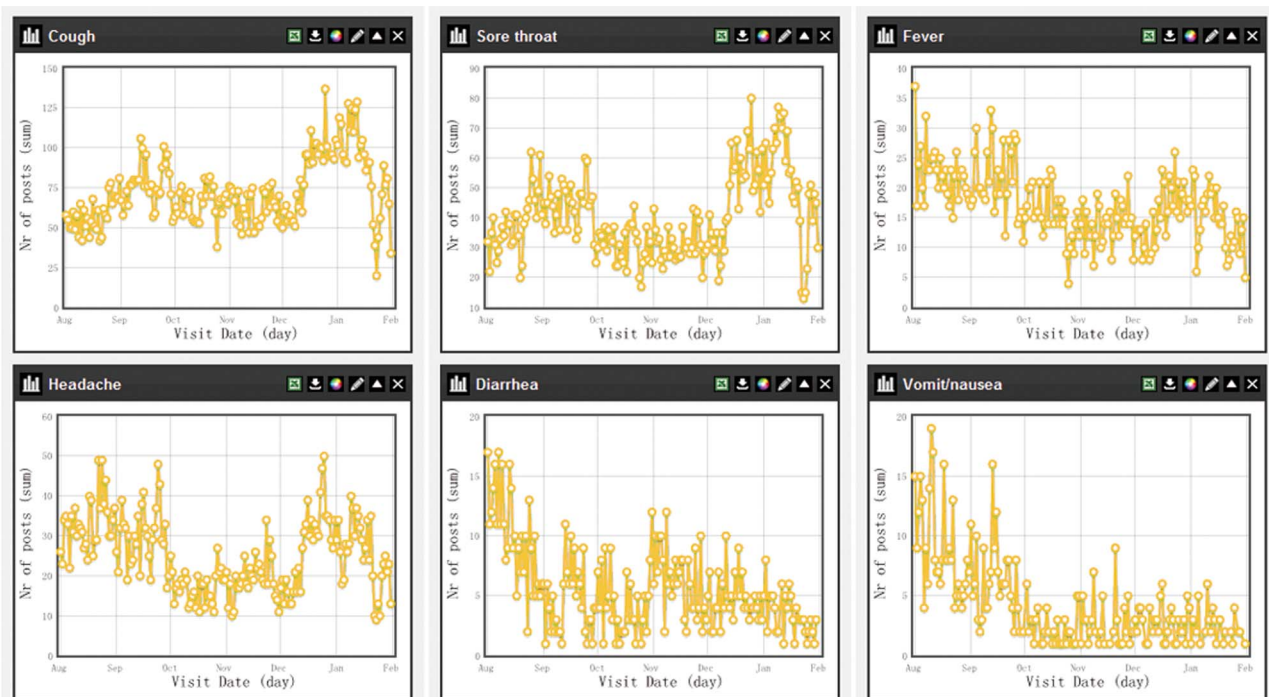 Cough
150
125
100
75
50
25
0
Nr of posts (sum)
Aug Sep Oct Nov Dec Jan Feb
Visit Date (day)
Sore throat
90
80
70
60
50
40
30
20
10
Nr of posts (sum)
Aug Sep Oct Nov Dec Jan Feb
Visit Date (day)
Fever
40
35
30
25
20
15
10
5
0
Nr of posts (sum)
Aug Sep Oct Nov Dec Jan Feb
Visit Date (day)
Headache
60
50
40
30
20
10
0
Nr of posts (sum)
Aug Sep Oct Nov Dec Jan Feb
Visit Date (day)
Diarrhea
20
15
10
5
0
Nr of posts (sum)
Aug Sep Oct Nov Dec Jan Feb
Visit Date (day)
Vomit/nausea
20
15
10
5
0
Nr of posts (sum)
Aug Sep Oct Nov Dec Jan Feb
Visit Date (day)